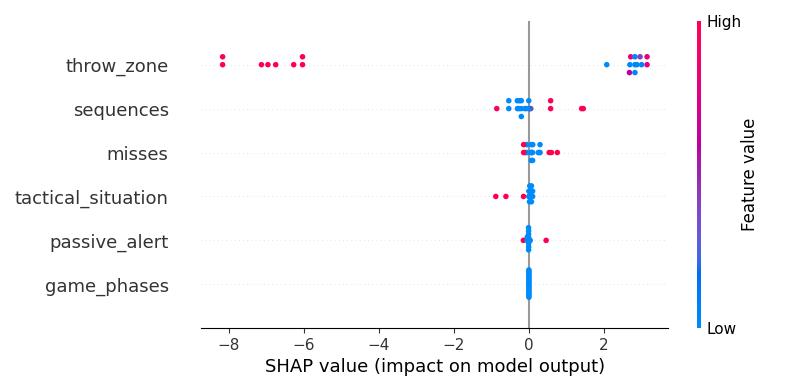 High
throw_zone
sequences
misses
tactical_situation
passive_alert
game_phases
Feature value
Low
−8 −6 −4 −2 0 2
SHAP value (impact on model output)